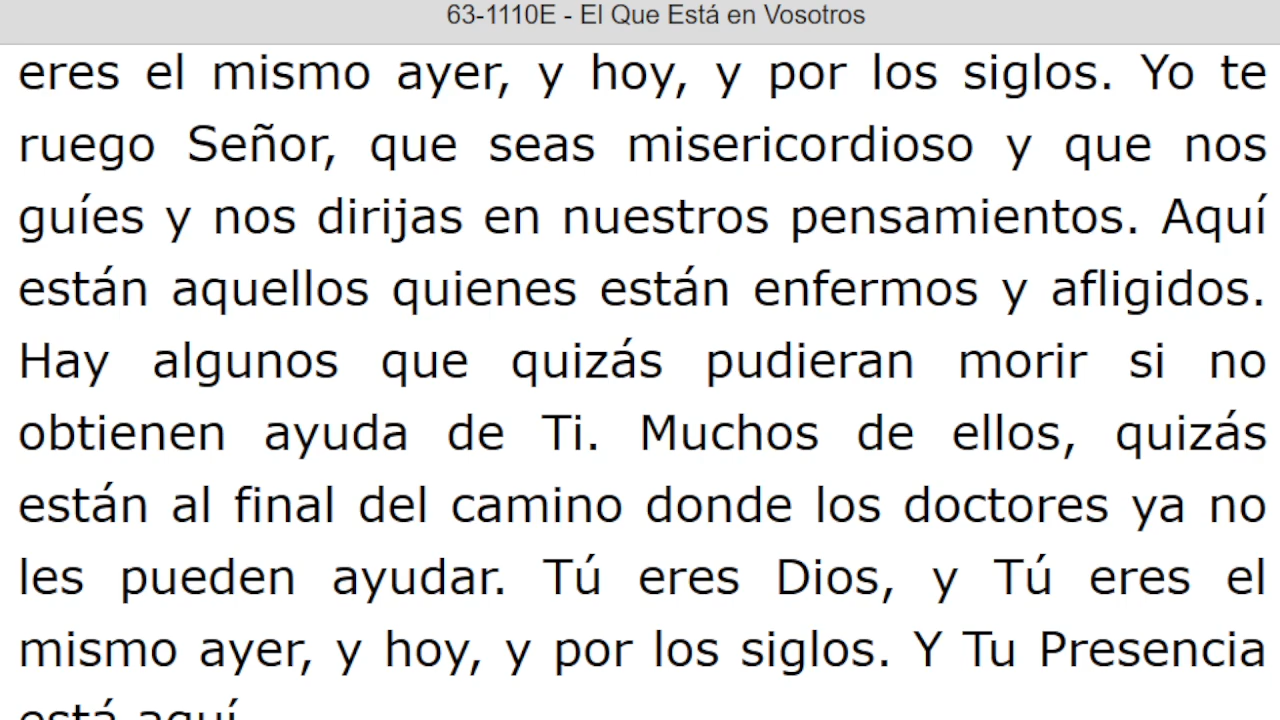 63-1110E - El Que Está en Vosotros
eres el mismo ayer, y hoy, y por los siglos. Yo te
ruego Señor, que seas misericordioso y que nos
guíes y nos dirijas en nuestros pensamientos. Aquí
están aquellos quienes están enfermos y afligidos.
Hay algunos que quizás pudieran morir si no
obtienen ayuda de Ti. Muchos de ellos, quizás
están al final del camino donde los doctores ya no
les pueden ayudar. Tú eres Dios, y Tú eres el
mismo ayer, y hoy, y por los siglos. Y Tu Presencia
está aquí